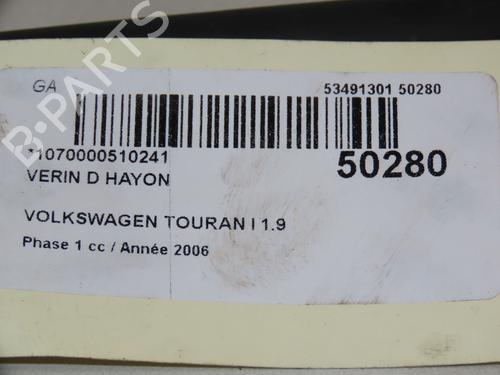 GA
53491301 50280
*1070000510241
50280
VERIN D HAYON
VOLKSWAGEN TOURAN I 1.9
Phase 1 cc / Année 2006
B-PARTS